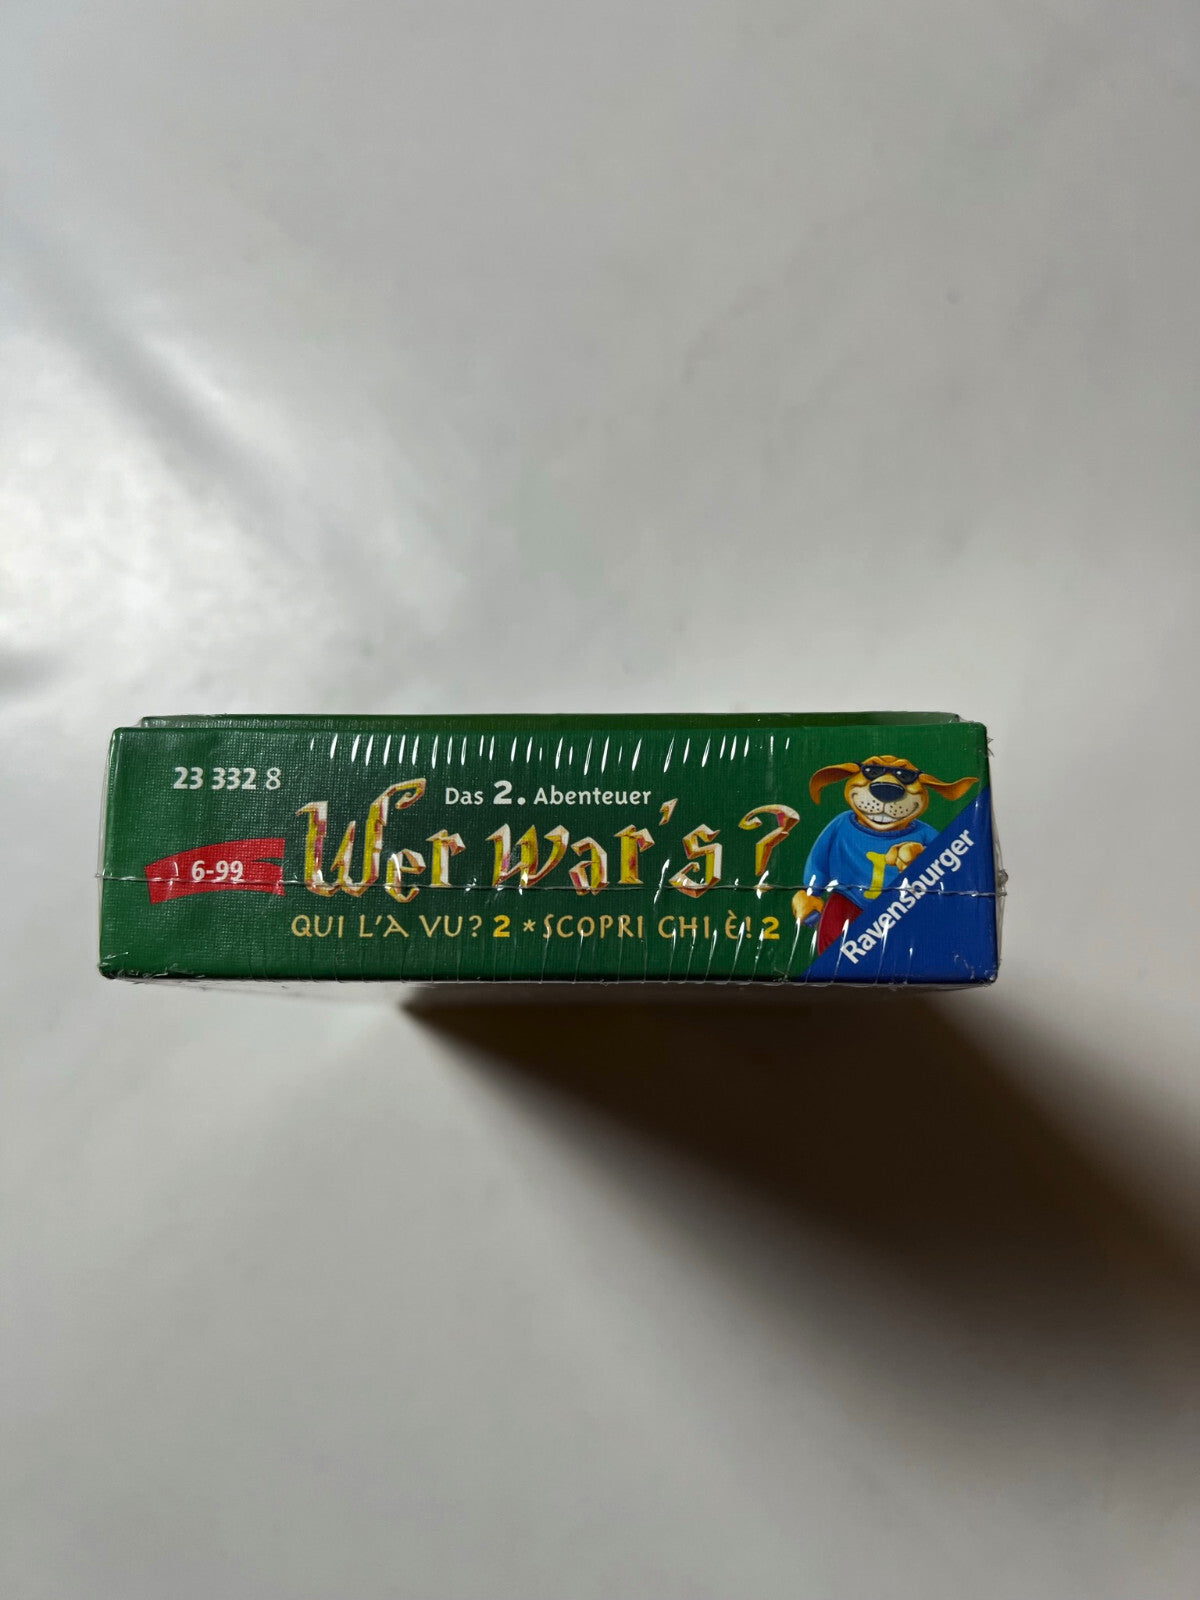 23 332 8
Das 2. Abenteuer
Wer war's?
6-99
QUI L'A VU? 2 * SCOPRI CHI È! 2
Ravensburger